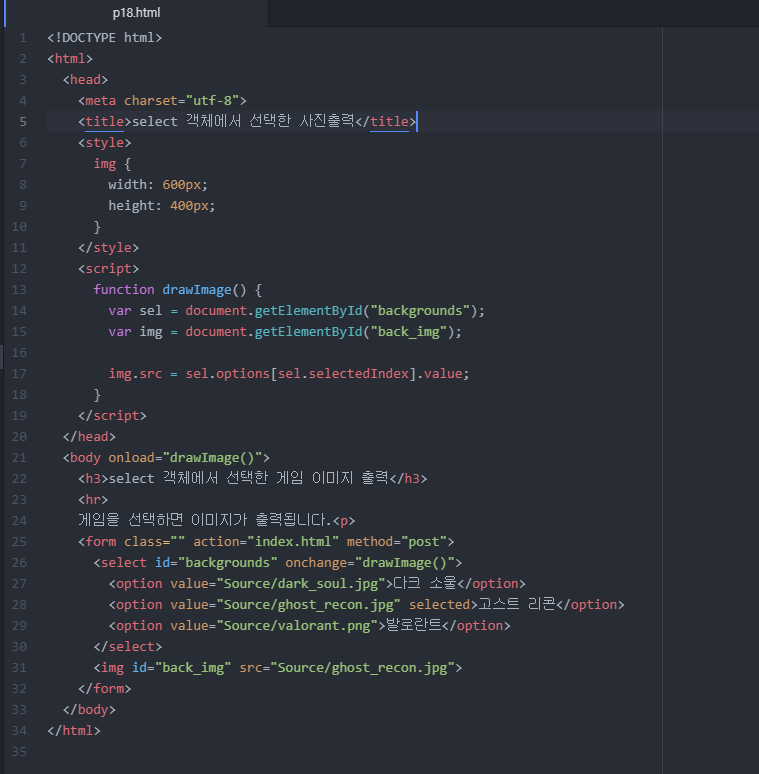 p18.html
1 <!DOCTYPE html>
2 <html>
3   <head>
4     <meta charset="utf-8">
5     <title>select 객체에서 선택한 사진출력</title>
6     <style>
7       img {
8         width: 600px;
9         height: 400px;
10       }
11     </style>
12     <script>
13       function drawImage() {
14         var sel = document.getElementById("backgrounds");
15         var img = document.getElementById("back_img");
16
17         img.src = sel.options[sel.selectedIndex].value;
18       }
19     </script>
20   </head>
21   <body onload="drawImage()">
22     <h3>select 객체에서 선택한 게임 이미지 출력</h3>
23     <hr>
24     게임을 선택하면 이미지가 출력됩니다.<p>
25     <form class="" action="index.html" method="post">
26       <select id="backgrounds" onchange="drawImage()">
27         <option value="Source/dark_soul.jpg">다크 소울</option>
28         <option value="Source/ghost_recon.jpg" selected>고스트 리콘</option>
29         <option value="Source/valorant.png">발로란트</option>
30       </select>
31       <img id="back_img" src="Source/ghost_recon.jpg">
32     </form>
33   </body>
34 </html>
35